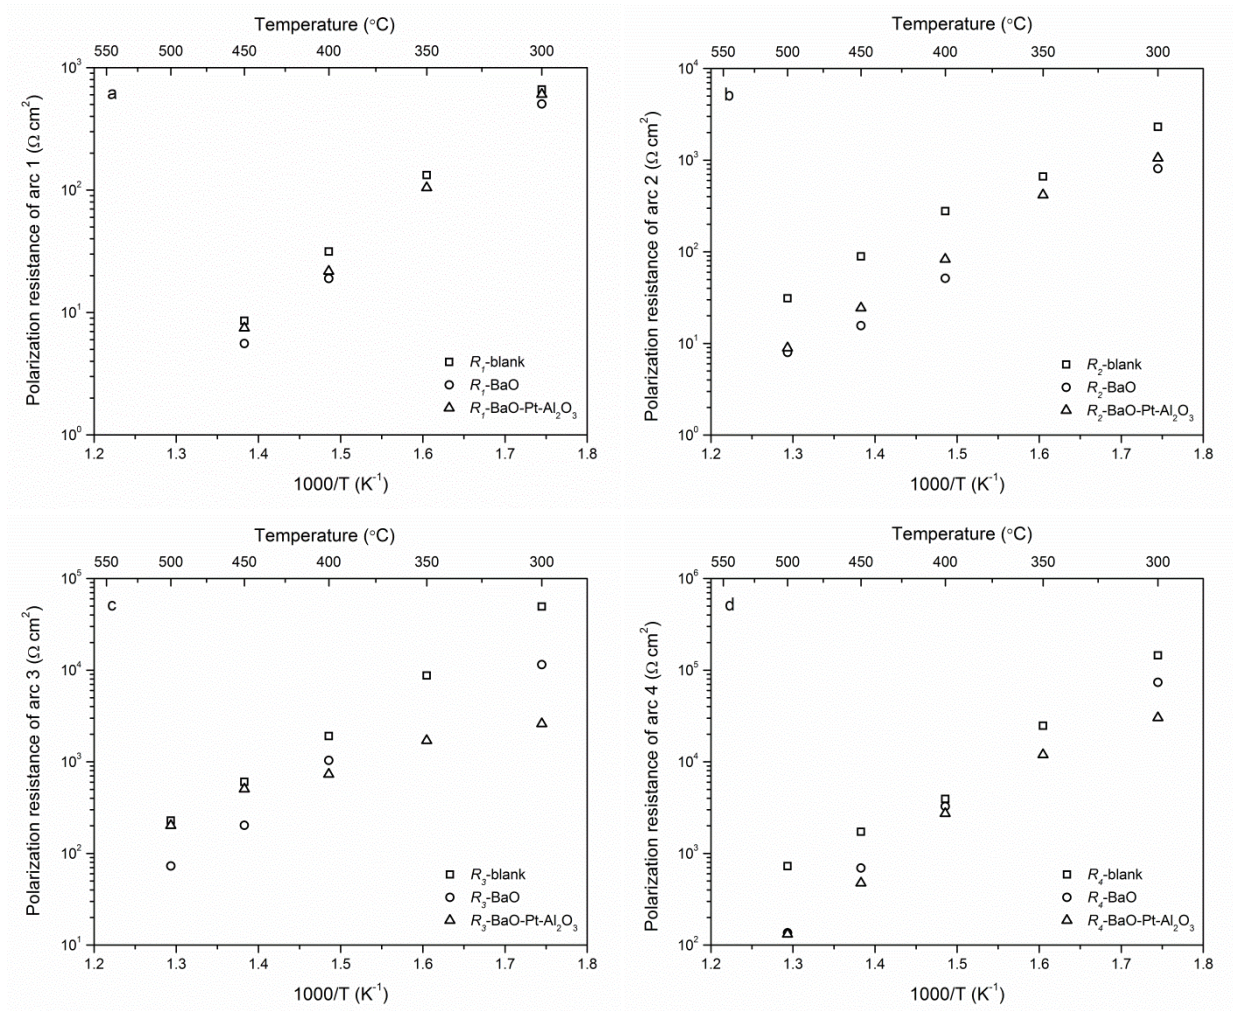 Temperature (°C)
550 500 450 400 350 300
10³
a
10²
10¹
10⁰
Polarization resistance of arc 1 (Ω cm²)
R₁-blank
R₁-BaO
R₁-BaO-Pt-Al₂O₃
1.2 1.3 1.4 1.5 1.6 1.7 1.8
1000/T (K⁻¹)
Temperature (°C)
550 500 450 400 350 300
10⁴
b
10³
10²
10¹
10⁰
Polarization resistance of arc 2 (Ω cm²)
R₂-blank
R₂-BaO
R₂-BaO-Pt-Al₂O₃
1.2 1.3 1.4 1.5 1.6 1.7 1.8
1000/T (K⁻¹)
Temperature (°C)
550 500 450 400 350 300
10⁵
c
10⁴
10³
10²
10¹
Polarization resistance of arc 3 (Ω cm²)
R₃-blank
R₃-BaO
R₃-BaO-Pt-Al₂O₃
1.2 1.3 1.4 1.5 1.6 1.7 1.8
1000/T (K⁻¹)
Temperature (°C)
550 500 450 400 350 300
10⁶
d
10⁵
10⁴
10³
10²
Polarization resistance of arc 4 (Ω cm²)
R₄-blank
R₄-BaO
R₄-BaO-Pt-Al₂O₃
1.2 1.3 1.4 1.5 1.6 1.7 1.8
1000/T (K⁻¹)